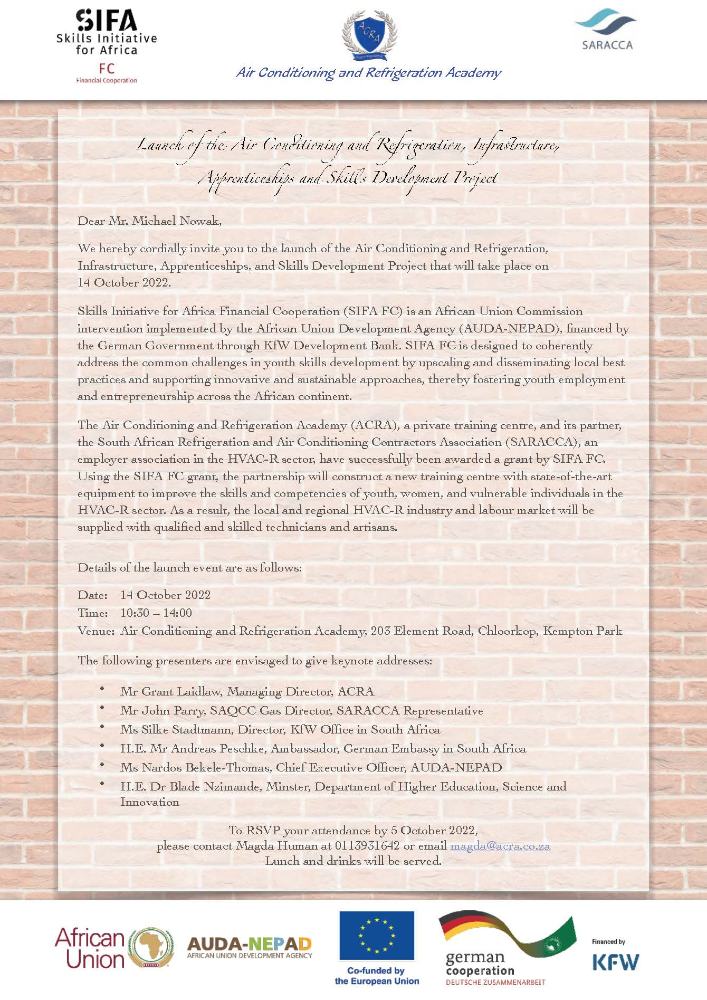 SIFA
Skills Initiative
for Africa
FC
Financial Cooperation
ACRA
Air Conditioning and Refrigeration Academy
SARACCA
Launch of the Air Conditioning and Refrigeration, Infrastructure,
Apprenticeships and Skills Development Project
Dear Mr. Michael Nowak,
We hereby cordially invite you to the launch of the Air Conditioning and Refrigeration,
Infrastructure, Apprenticeships, and Skills Development Project that will take place on
14 October 2022.
Skills Initiative for Africa Financial Cooperation (SIFA FC) is an African Union Commission
intervention implemented by the African Union Development Agency (AUDA-NEPAD), financed by
the German Government through KfW Development Bank. SIFA FC is designed to coherently
address the common challenges in youth skills development by upscaling and disseminating local best
practices and supporting innovative and sustainable approaches, thereby fostering youth employment
and entrepreneurship across the African continent.
The Air Conditioning and Refrigeration Academy (ACRA), a private training centre, and its partner,
the South African Refrigeration and Air Conditioning Contractors Association (SARACCA), an
employer association in the HVAC-R sector, have successfully been awarded a grant by SIFA FC.
Using the SIFA FC grant, the partnership will construct a new training centre with state-of-the-art
equipment to improve the skills and competencies of youth, women, and vulnerable individuals in the
HVAC-R sector. As a result, the local and regional HVAC-R industry and labour market will be
supplied with qualified and skilled technicians and artisans.
Details of the launch event are as follows:
Date: 14 October 2022
Time: 10:30 – 14:00
Venue: Air Conditioning and Refrigeration Academy, 203 Element Road, Chloorkop, Kempton Park
The following presenters are envisaged to give keynote addresses:
• Mr Grant Laidlaw, Managing Director, ACRA
• Mr John Parry, SAQCC Gas Director, SARACCA Representative
• Ms Silke Stadtmann, Director, KfW Office in South Africa
• H.E. Mr Andreas Peschke, Ambassador, German Embassy in South Africa
• Ms Nardos Bekele-Thomas, Chief Executive Officer, AUDA-NEPAD
• H.E. Dr Blade Nzimande, Minster, Department of Higher Education, Science and
Innovation
To RSVP your attendance by 5 October 2022,
please contact Magda Human at 0113931642 or email magda@acra.co.za
Lunch and drinks will be served.
African
Union
AUDA-NEPAD
AFRICAN UNION DEVELOPMENT AGENCY
Co-funded by
the European Union
german
cooperation
DEUTSCHE ZUSAMMENARBEIT
Financed by
KFW